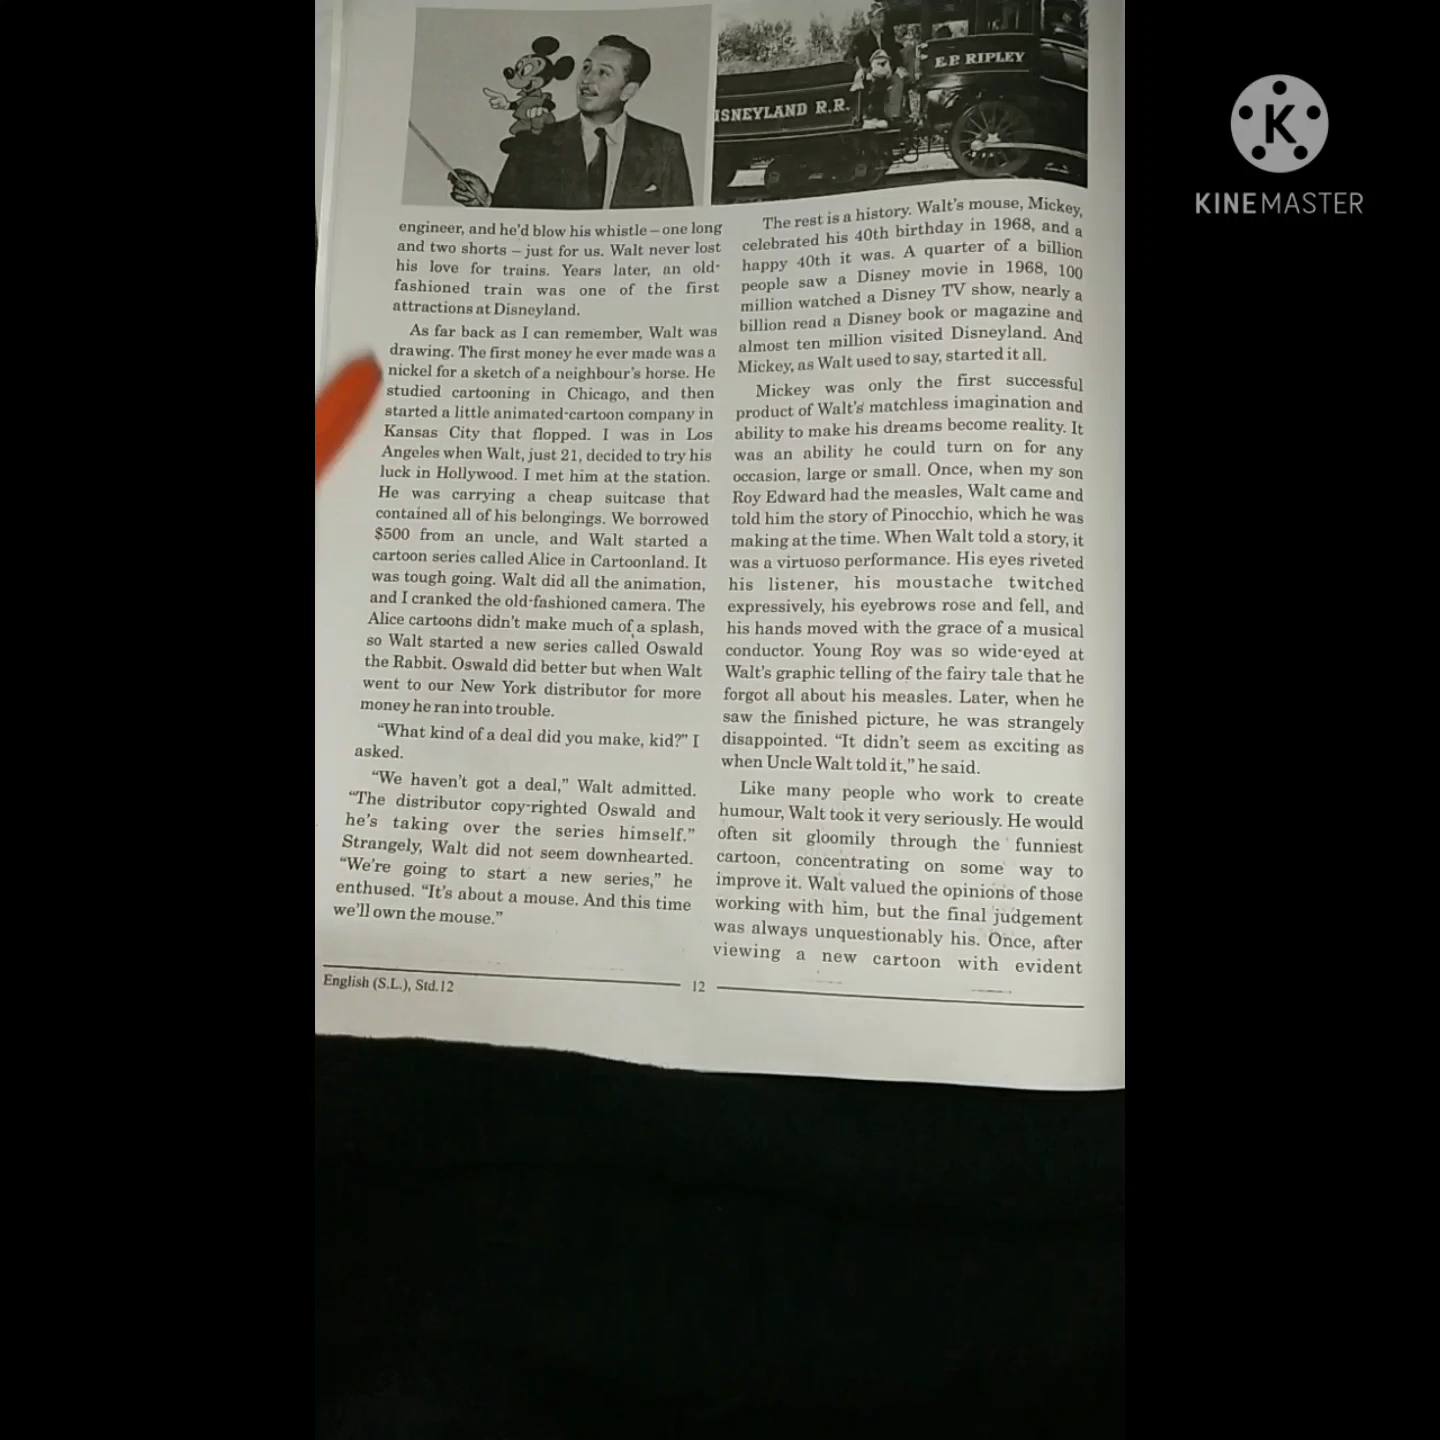 E.P. RIPLEY
ISNEYLAND R.R.
engineer, and he'd blow his whistle – one long
and two shorts – just for us. Walt never lost
his love for trains. Years later, an old-
fashioned train was one of the first
attractions at Disneyland.
As far back as I can remember, Walt was
drawing. The first money he ever made was a
nickel for a sketch of a neighbour's horse. He
studied cartooning in Chicago, and then
started a little animated-cartoon company in
Kansas City that flopped. I was in Los
Angeles when Walt, just 21, decided to try his
luck in Hollywood. I met him at the station.
He was carrying a cheap suitcase that
contained all of his belongings. We borrowed
$500 from an uncle, and Walt started a
cartoon series called Alice in Cartoonland. It
was tough going. Walt did all the animation,
and I cranked the old-fashioned camera. The
Alice cartoons didn't make much of a splash,
so Walt started a new series called Oswald
the Rabbit. Oswald did better but when Walt
went to our New York distributor for more
money he ran into trouble.
"What kind of a deal did you make, kid?" I
asked.
"We haven't got a deal," Walt admitted.
"The distributor copy-righted Oswald and
he's taking over the series himself."
Strangely, Walt did not seem downhearted.
"We're going to start a new series," he
enthused. "It's about a mouse. And this time
we'll own the mouse."
The rest is a history. Walt's mouse, Mickey,
celebrated his 40th birthday in 1968, and a
happy 40th it was. A quarter of a billion
people saw a Disney movie in 1968, 100
million watched a Disney TV show, nearly a
billion read a Disney book or magazine and
almost ten million visited Disneyland. And
Mickey, as Walt used to say, started it all.
Mickey was only the first successful
product of Walt's matchless imagination and
ability to make his dreams become reality. It
was an ability he could turn on for any
occasion, large or small. Once, when my son
Roy Edward had the measles, Walt came and
told him the story of Pinocchio, which he was
making at the time. When Walt told a story, it
was a virtuoso performance. His eyes riveted
his listener, his moustache twitched
expressively, his eyebrows rose and fell, and
his hands moved with the grace of a musical
conductor. Young Roy was so wide-eyed at
Walt's graphic telling of the fairy tale that he
forgot all about his measles. Later, when he
saw the finished picture, he was strangely
disappointed. "It didn't seem as exciting as
when Uncle Walt told it," he said.
Like many people who work to create
humour, Walt took it very seriously. He would
often sit gloomily through the funniest
cartoon, concentrating on some way to
improve it. Walt valued the opinions of those
working with him, but the final judgement
was always unquestionably his. Once, after
viewing a new cartoon with evident
English (S.L.), Std.12
12
K
KINEMASTER